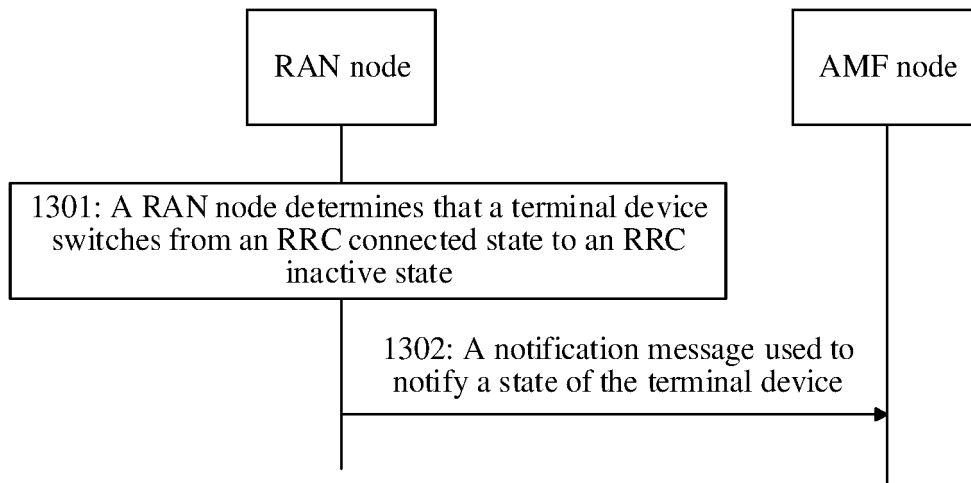 RAN node
AMF node
1301: A RAN node determines that a terminal device
switches from an RRC connected state to an RRC
inactive state
1302: A notification message used to
notify a state of the terminal device